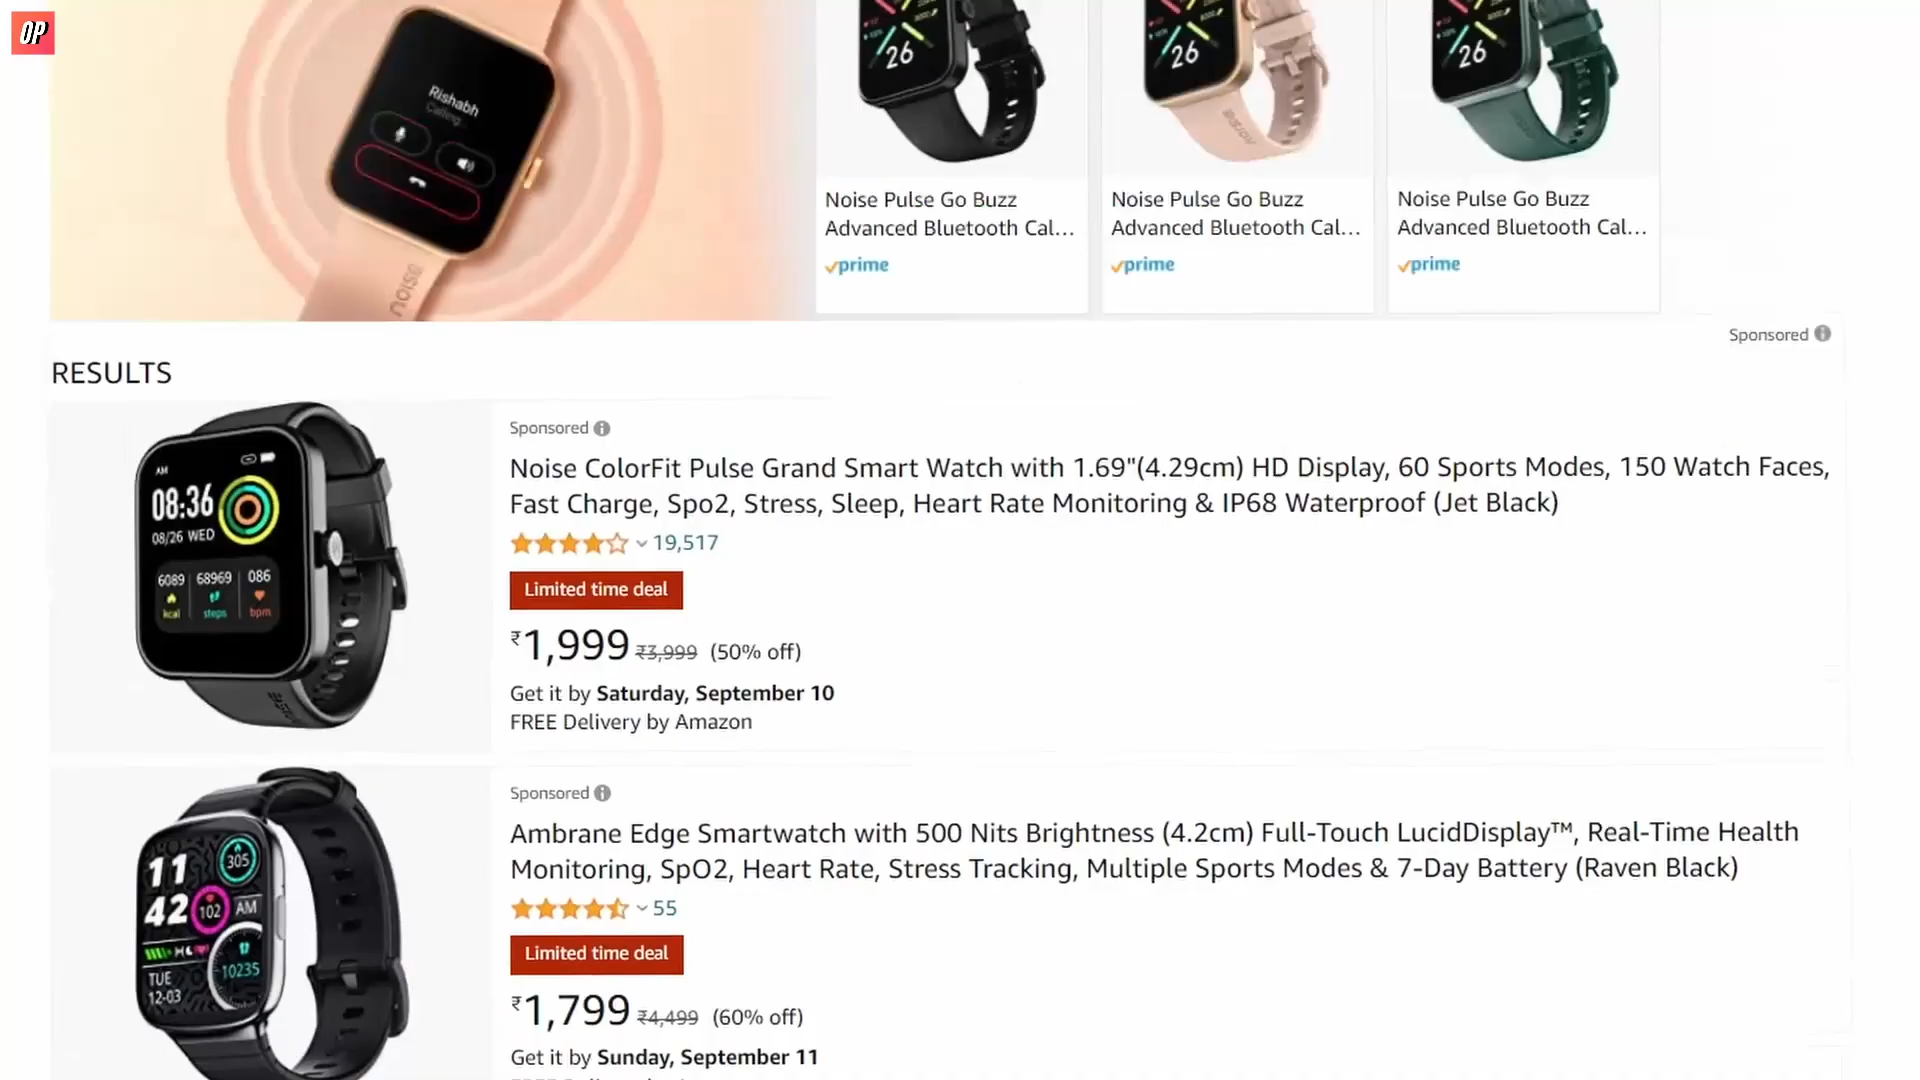 OP
Rishabh
Calling...
noise
26
26
26
noise
Noise Pulse Go Buzz
Advanced Bluetooth Cal...
prime
Noise Pulse Go Buzz
Advanced Bluetooth Cal...
prime
Noise Pulse Go Buzz
Advanced Bluetooth Cal...
prime
Sponsored
RESULTS
AM
08:36
08/26 WED
6089 68969 086
kcal steps bpm
Sponsored
Noise ColorFit Pulse Grand Smart Watch with 1.69"(4.29cm) HD Display, 60 Sports Modes, 150 Watch Faces,
Fast Charge, Spo2, Stress, Sleep, Heart Rate Monitoring & IP68 Waterproof (Jet Black)
19,517
Limited time deal
₹1,999 ₹3,999 (50% off)
Get it by Saturday, September 10
FREE Delivery by Amazon
11
305
42
102
AM
TUE
12-03
10235
Sponsored
Ambrane Edge Smartwatch with 500 Nits Brightness (4.2cm) Full-Touch LucidDisplay™, Real-Time Health
Monitoring, SpO2, Heart Rate, Stress Tracking, Multiple Sports Modes & 7-Day Battery (Raven Black)
55
Limited time deal
₹1,799 ₹4,499 (60% off)
Get it by Sunday, September 11